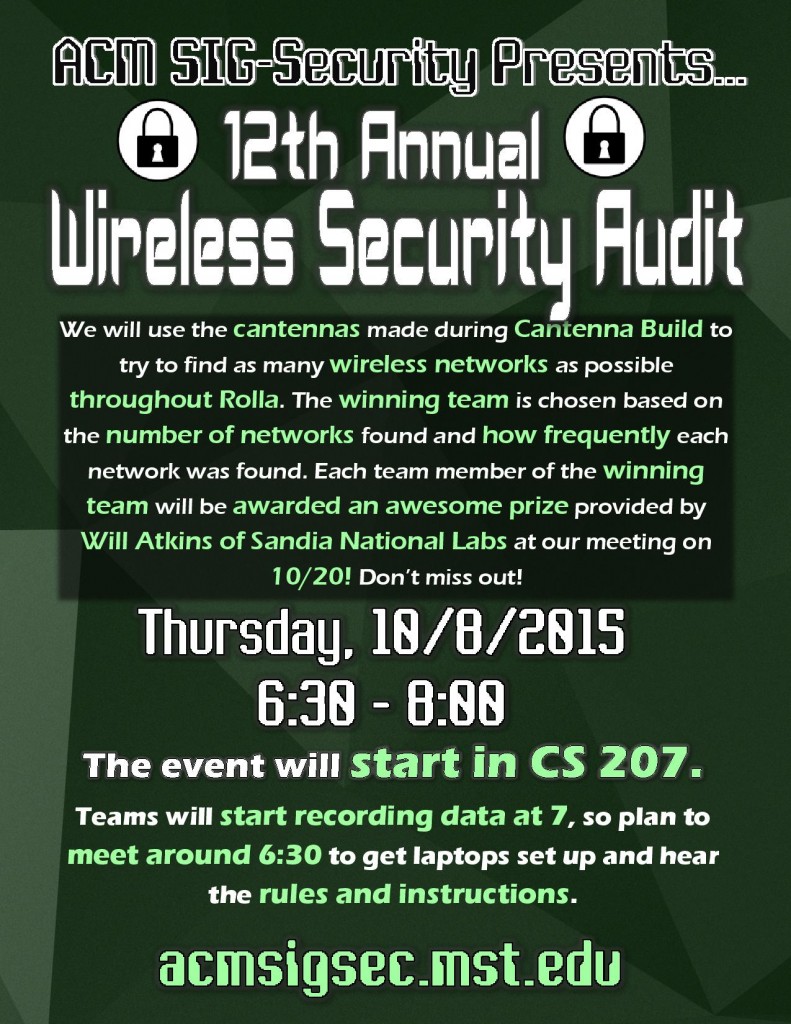 ACM SIG-Security Presents...
12th Annual
Wireless Security Audit
We will use the cantennas made during Cantenna Build to
try to find as many wireless networks as possible
throughout Rolla. The winning team is chosen based on
the number of networks found and how frequently each
network was found. Each team member of the winning
team will be awarded an awesome prize provided by
Will Atkins of Sandia National Labs at our meeting on
10/20! Don't miss out!
Thursday, 10/8/2015
6:30 - 8:00
The event will start in CS 207.
Teams will start recording data at 7, so plan to
meet around 6:30 to get laptops set up and hear
the rules and instructions.
acmsigsec.mst.edu